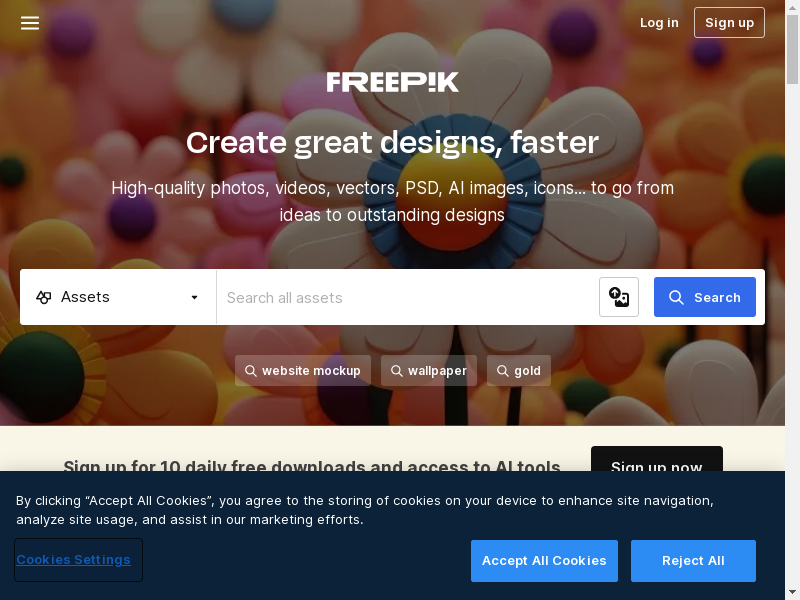 Log in
Sign up
FREEPIK
Create great designs, faster
High-quality photos, videos, vectors, PSD, AI images, icons... to go from
ideas to outstanding designs
Assets
Search all assets
Search
website mockup
wallpaper
gold
Sign up for 10 daily free downloads and access to AI tools
Sign up now
By clicking “Accept All Cookies”, you agree to the storing of cookies on your device to enhance site navigation,
analyze site usage, and assist in our marketing efforts.
Cookies Settings
Accept All Cookies
Reject All